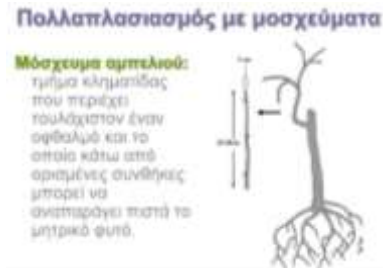 Πολλαπλασιασμός με μοσχεύματα
Μόσχευμα αμπελιού:
τμήμα κληματίδας
που περιέχει
τουλάχιστον έναν
οφθαλμό και το
οποίο κάτω από
ορισμένες συνθήκες
μπορεί να
αναπαράγει πιστά το
μητρικό φυτό.